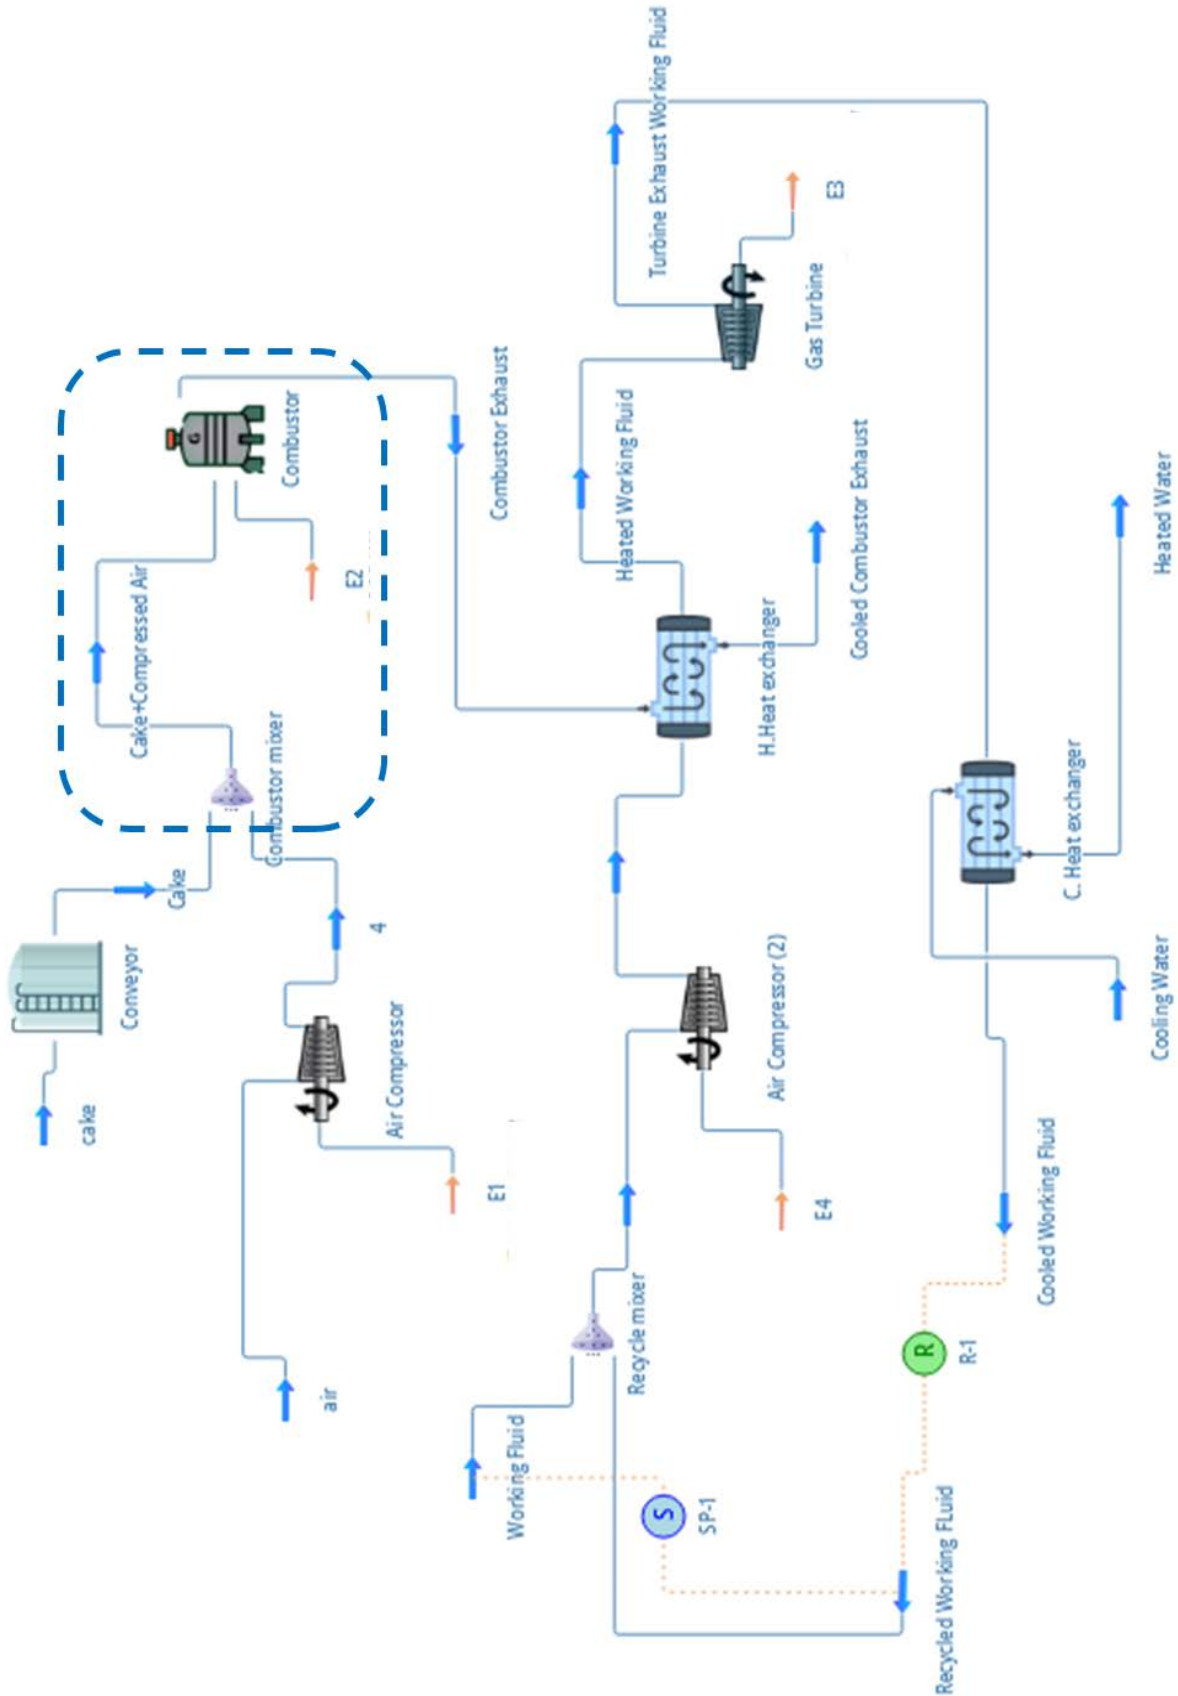 cake
Conveyor
Cake
Cake+Compressed Air
Combustor mixer
G
Combustor
E2
air
Air Compressor
E1
4
Combustor Exhaust
Working Fluid
Recycle mixer
S
SP-1
E4
Air Compressor (2)
H.Heat exchanger
Heated Working Fluid
Cooled Combustor Exhaust
Gas Turbine
E3
Turbine Exhaust Working Fluid
Recycled Working FLuid
R
R-1
Cooled Working Fluid
C. Heat exchanger
Cooling Water
Heated Water